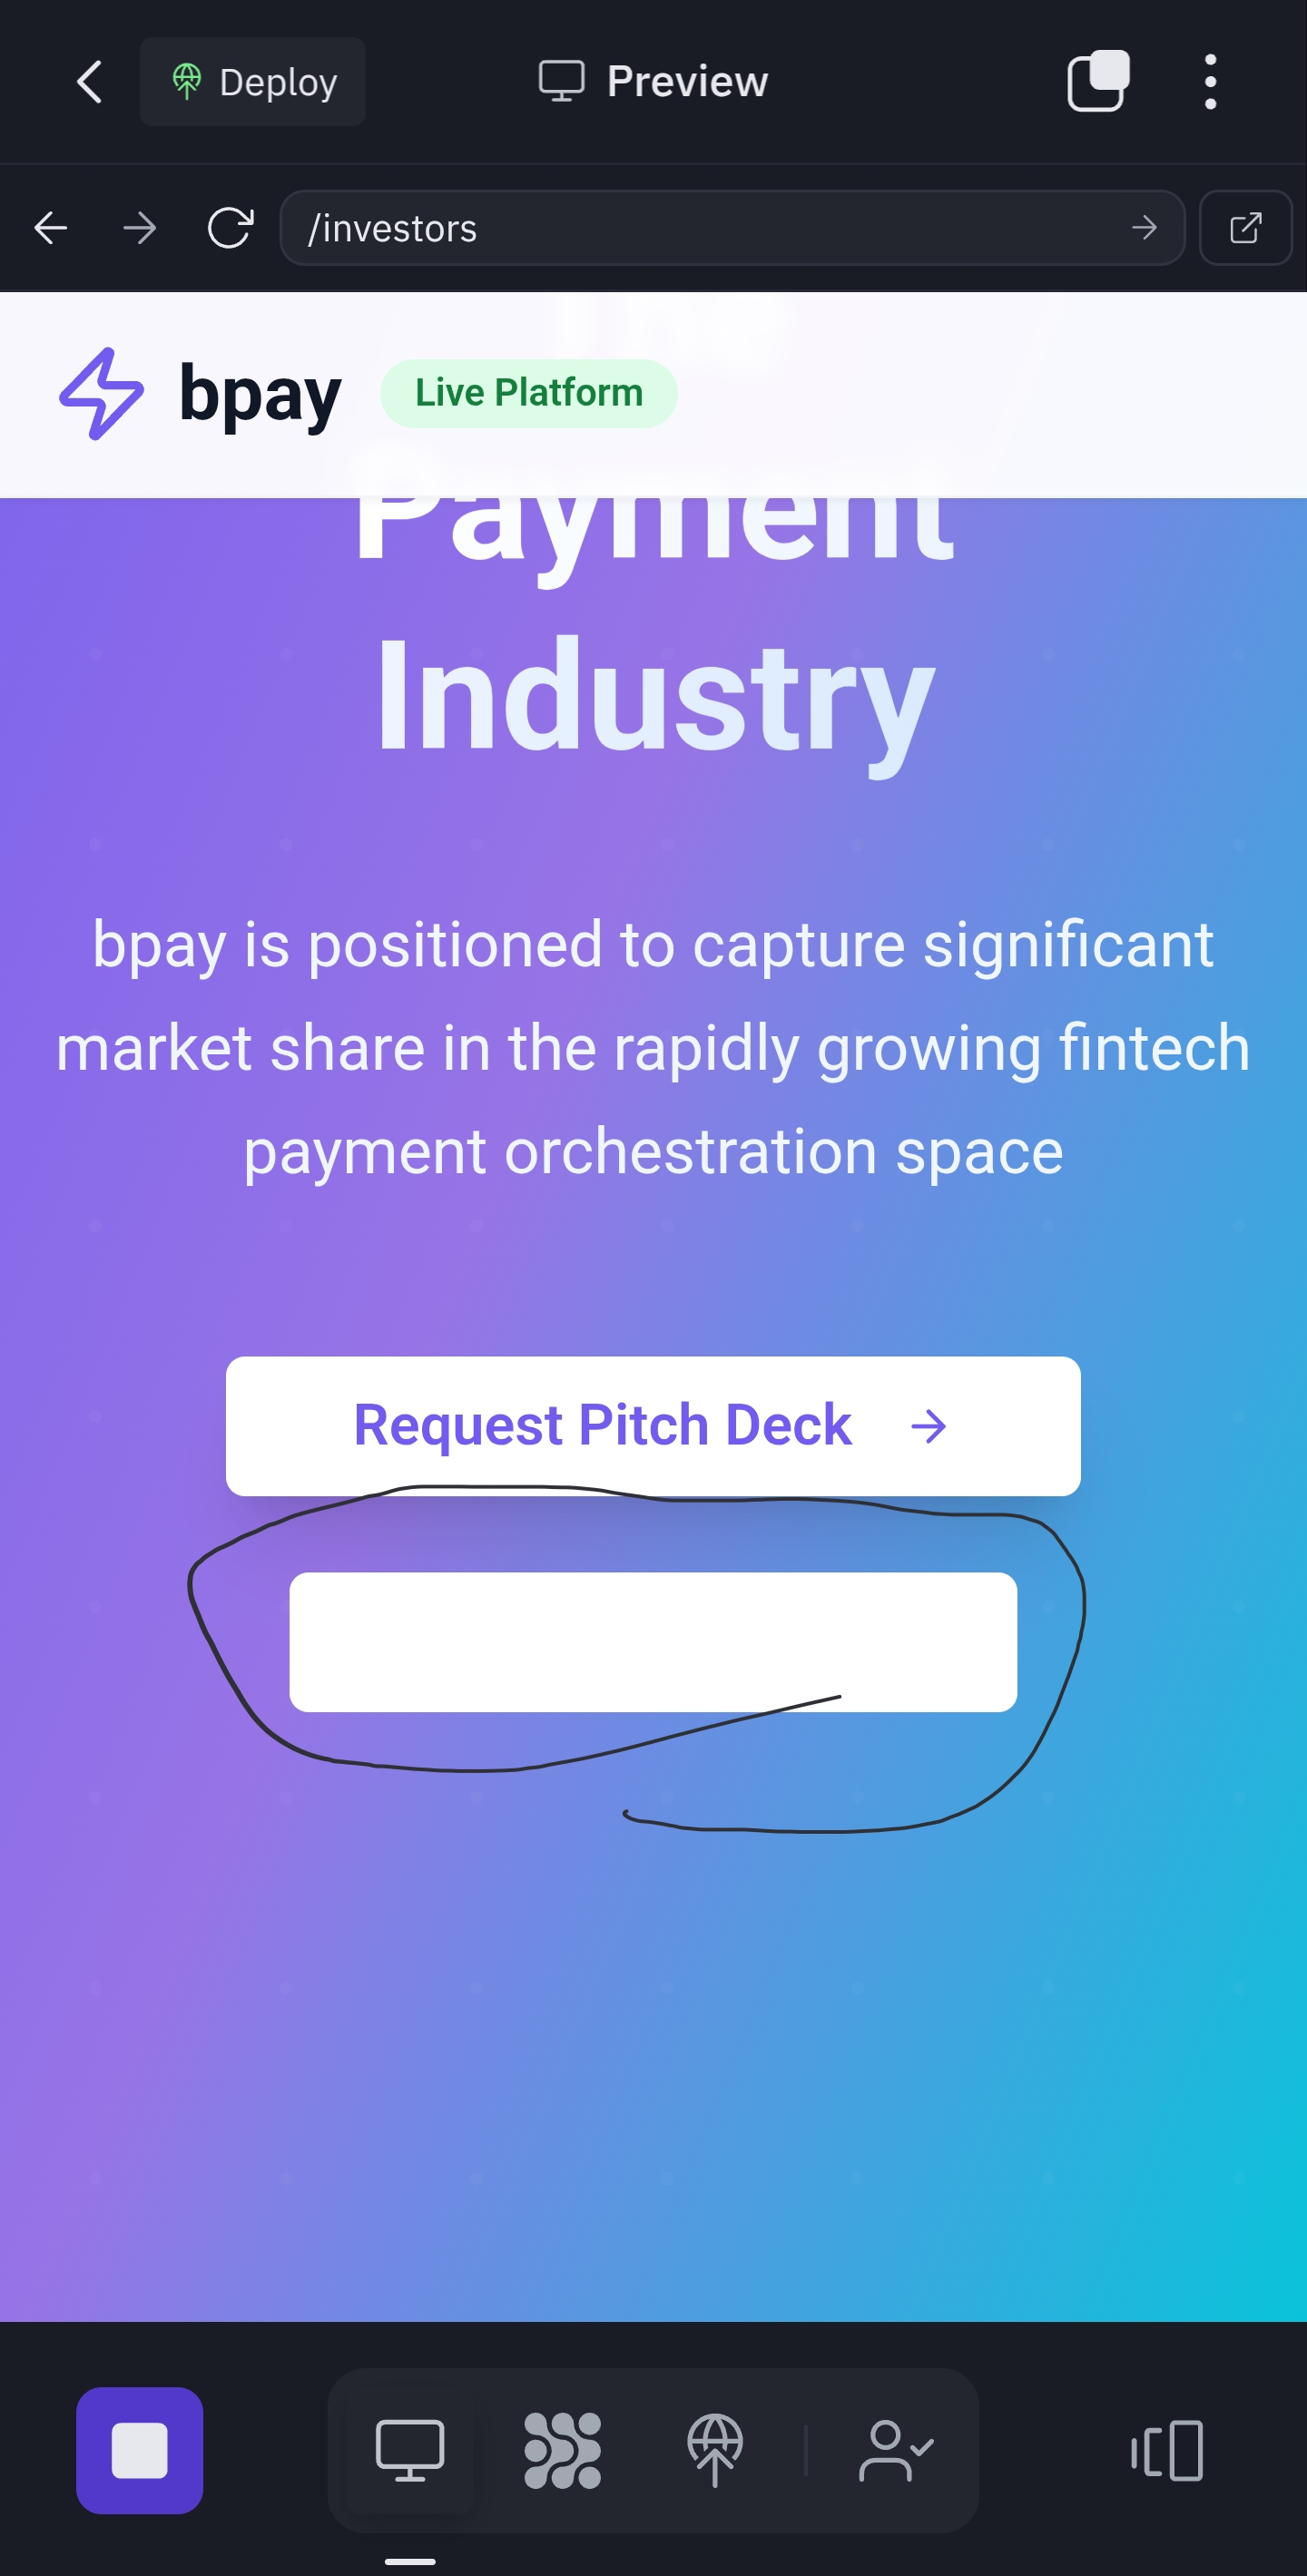 Deploy
Preview
/investors
bpay
Live Platform
Payment
Industry
bpay is positioned to capture significant
market share in the rapidly growing fintech
payment orchestration space
Request Pitch Deck